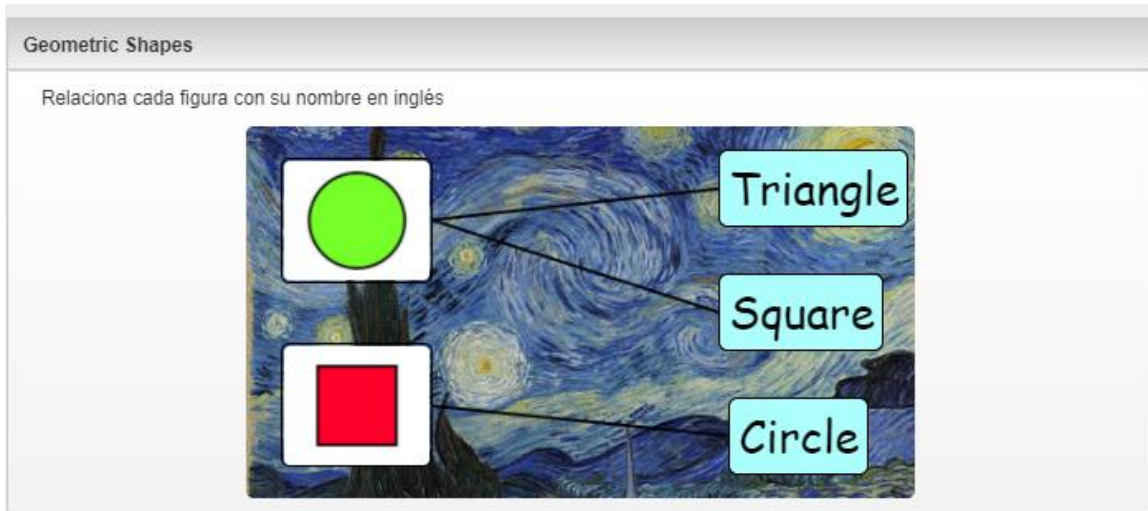 Geometric Shapes
Relaciona cada figura con su nombre en inglés
Triangle
Square
Circle